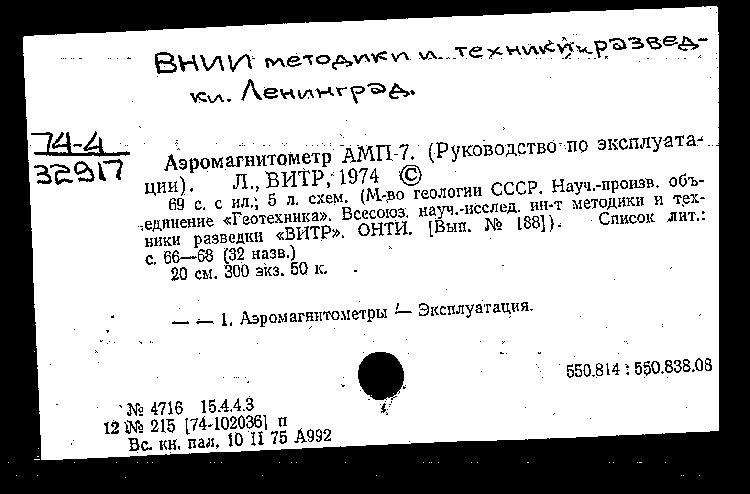 ВНИИ методики и техники развед-
ки. Ленинград.
74-4
32917
Аэромагнитометр АМП-7. (Руководство по эксплуата-
ции). Л., ВИТР, 1974 ©
69 с. с ил.; 5 л. схем. (М-во геологии СССР. Науч.-произв. объ-
единение «Геотехника». Всесоюз. науч.-исслед. ин-т методики и тех-
ники разведки «ВИТР». ОНТИ. [Вып. № 188]). Список лит.:
с. 66—68 (32 назв.)
20 см. 300 экз. 50 к.
— — 1. Аэромагнитометры — Эксплуатация.
550.814 : 550.838.08
№ 4716 15.4.4.3
12 № 215 [74-102036] п
Вс. кн. пал. 10 II 75 А992